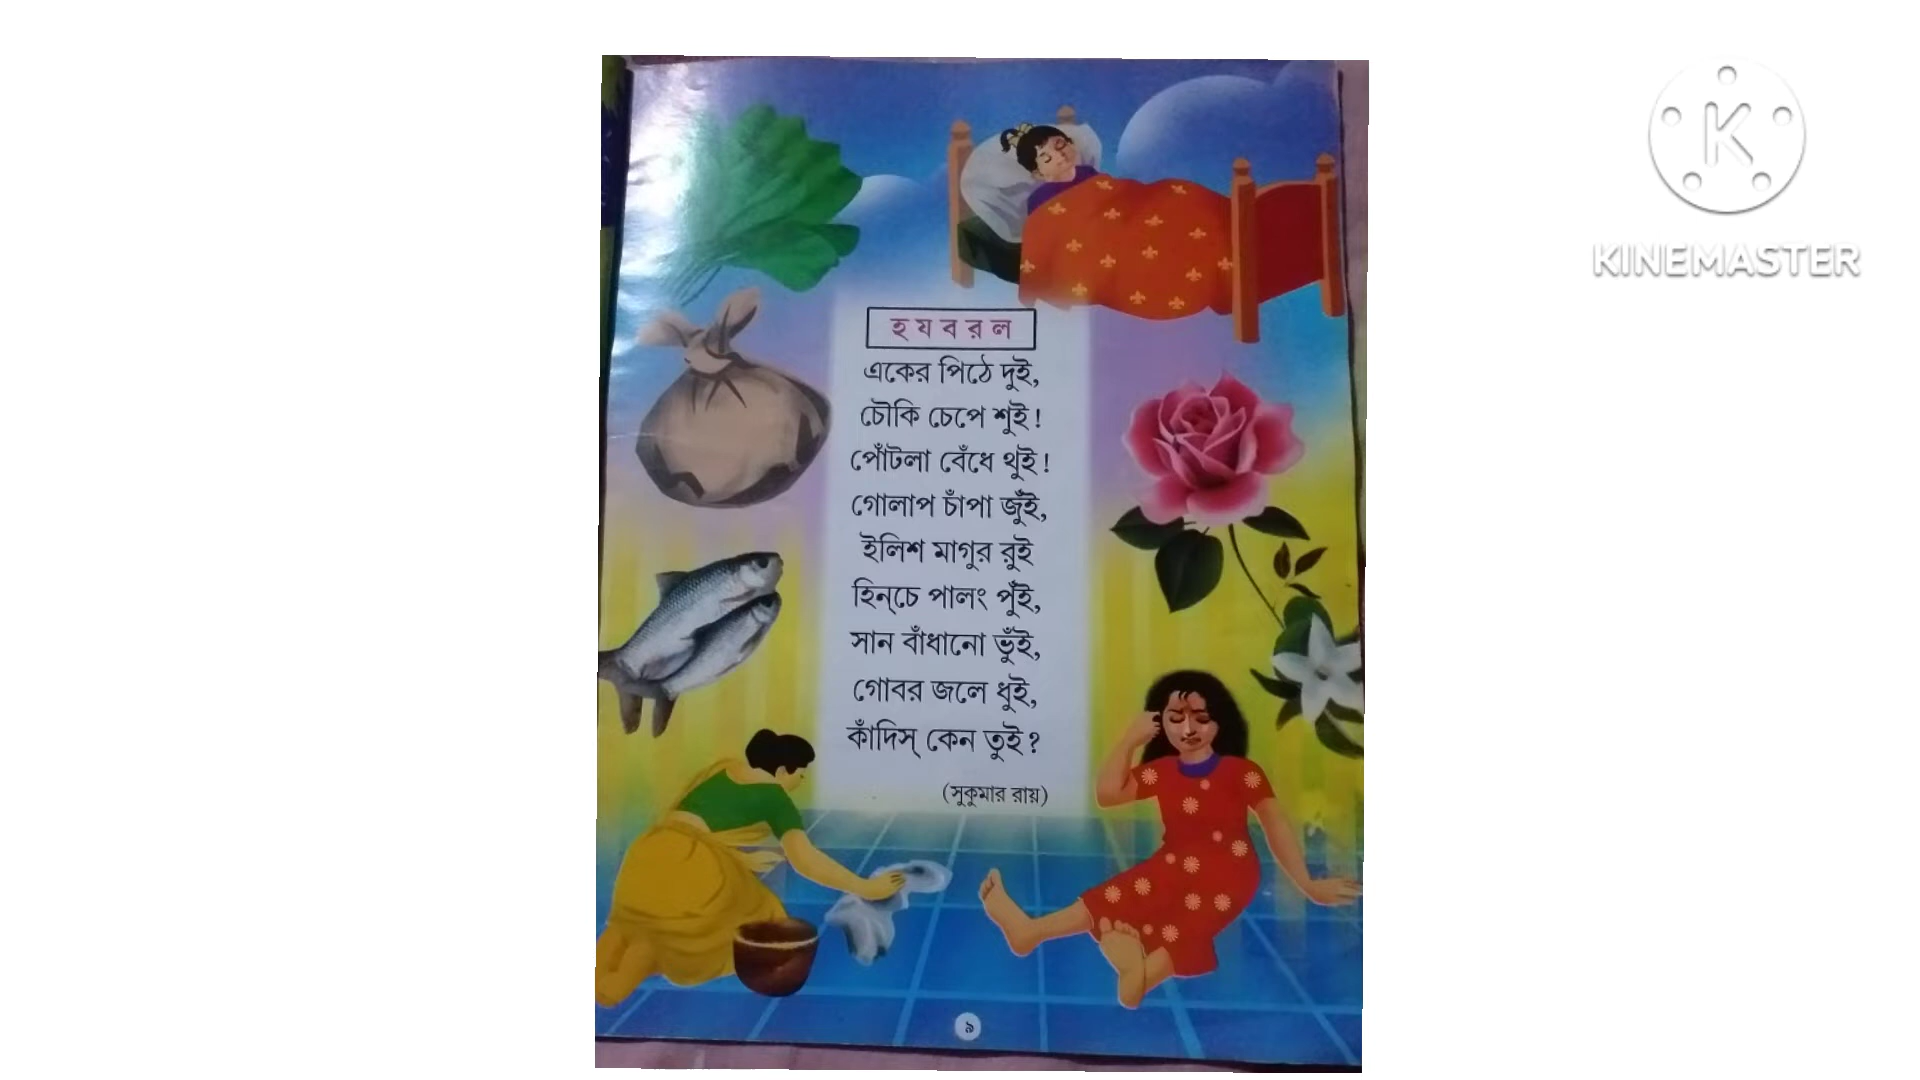 হ য ব র ল
একের পিঠে দুই,
চৌকি চেপে শুই!
পোঁটলা বেঁধে থুই!
গোলাপ চাঁপা জুঁই,
ইলিশ মাগুর রুই
হিন্‌চে পালং পুঁই,
সান বাঁধানো ভুঁই,
গোবর জলে ধুই,
কাঁদিস্ কেন তুই?
(সুকুমার রায়)
৯
K
KINEMASTER